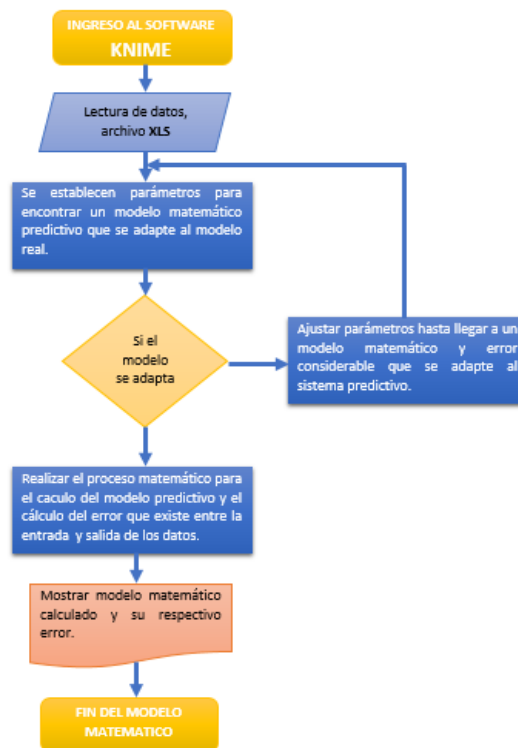 INGRESO AL SOFTWARE
KNIME
Lectura de datos,
archivo XLS
Se establecen parámetros para
encontrar un modelo matemático
predictivo que se adapte al modelo
real.
Si el
modelo
se adapta
Ajustar parámetros hasta llegar a un
modelo matemático y error
considerable que se adapte al
sistema predictivo.
Realizar el proceso matemático para
el caculo del modelo predictivo y el
cálculo del error que existe entre la
entrada y salida de los datos.
Mostrar modelo matemático
calculado y su respectivo
error.
FIN DEL MODELO
MATEMATICO